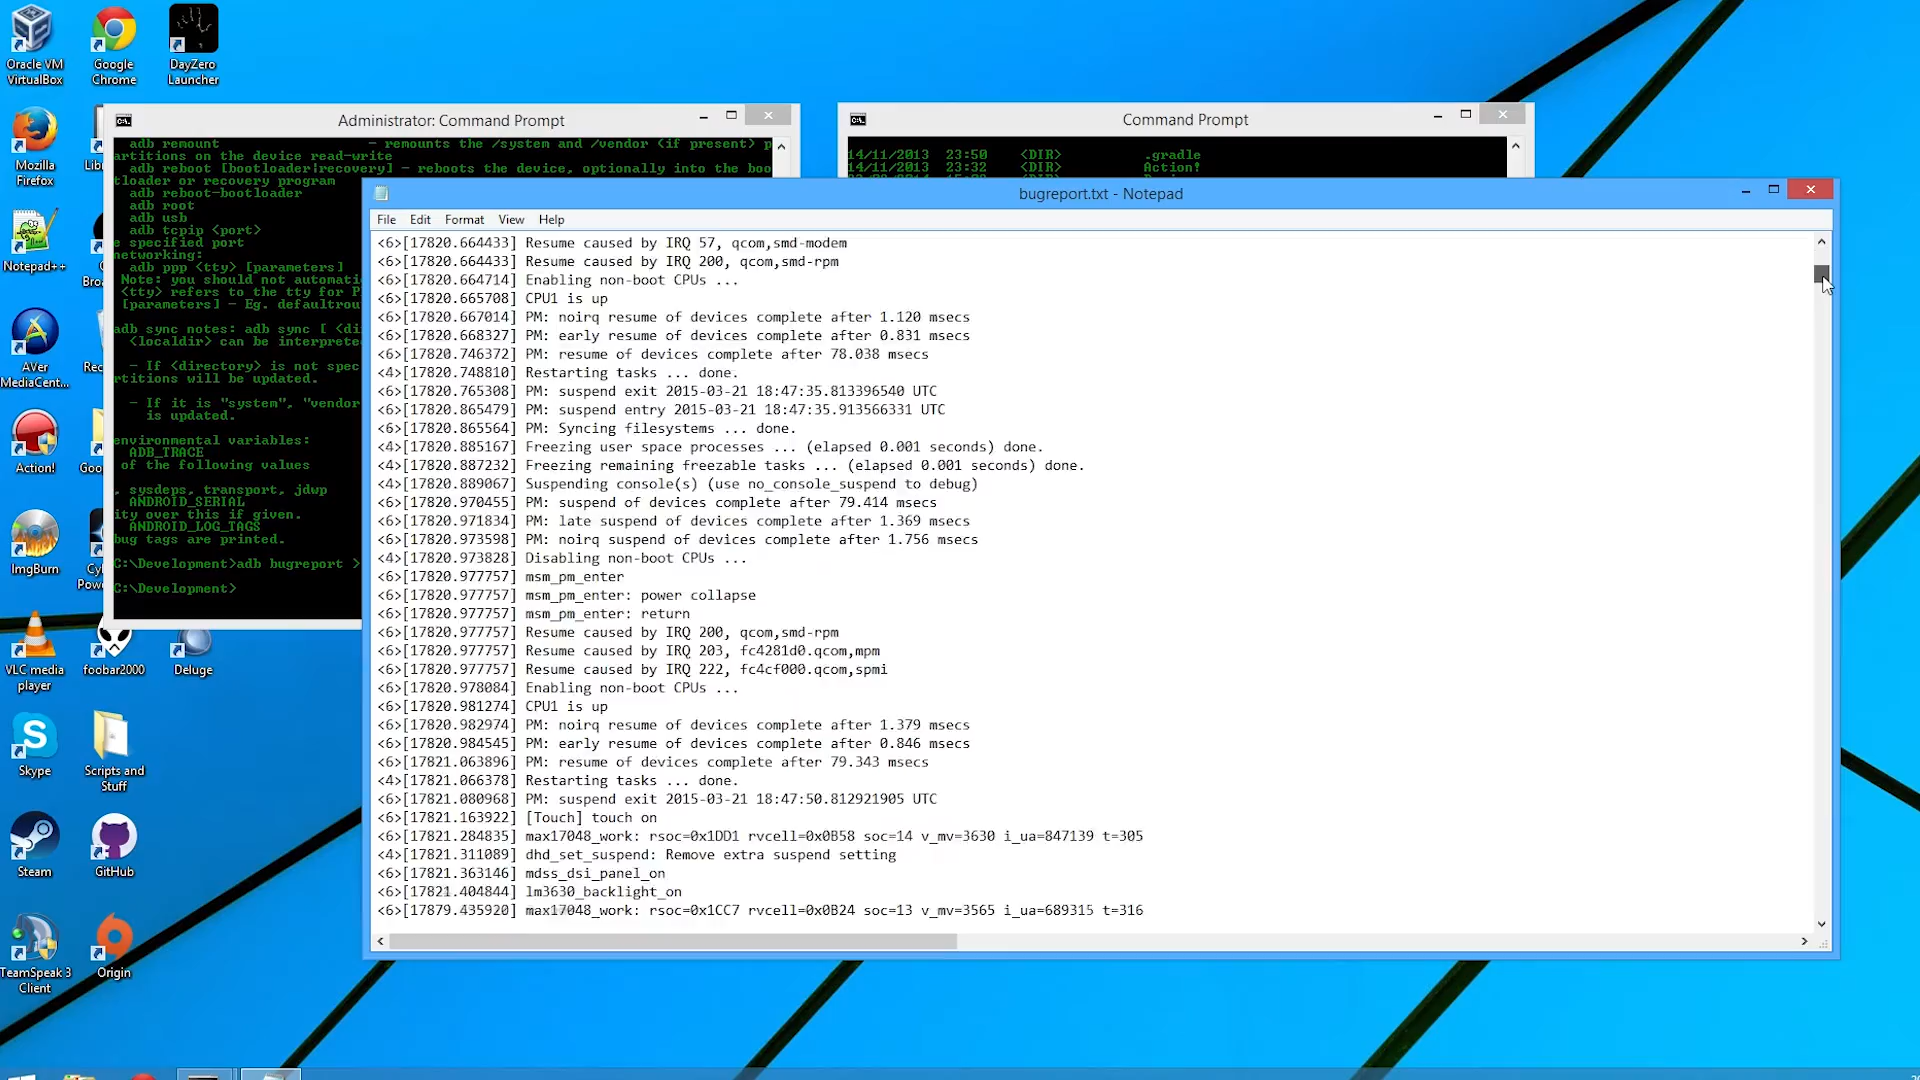 Oracle VM
VirtualBox
Google
Chrome
DayZero
Launcher
Mozilla
Firefox
Lib
Notepad++
Bro
AVer
MediaCent...
Rec
Action!
Goo
ImgBurn
Cy
Pow
VLC media
player
foobar2000
Deluge
Skype
Scripts and
Stuff
Steam
GitHub
TeamSpeak 3
Client
Origin
Administrator: Command Prompt
adb remount – remounts the /system and /vendor <if present> p
artitions on the device read-write
adb reboot [bootloader|recovery] – reboots the device, optionally into the boo
tloader or recovery program
adb reboot-bootloader
adb root
adb usb
adb tcpip <port>
e specified port
networking:
adb ppp <tty> [parameters]
Note: you should not automati
<tty> refers to the tty for P
[parameters] – Eg. defaultrou
adb sync notes: adb sync [ <di
<localdir> can be interprete
– If <directory> is not spec
rtitions will be updated.
– If it is "system", "vendor
is updated.
environmental variables:
ADB_TRACE
of the following values
, sysdeps, transport, jdwp
ANDROID_SERIAL
ity over this if given.
ANDROID_LOG_TAGS
bug tags are printed.
C:\Development>adb bugreport >
C:\Development>
Command Prompt
14/11/2013 23:50 <DIR> .gradle
14/11/2013 23:32 <DIR> Action!
bugreport.txt - Notepad
File Edit Format View Help
<6>[17820.664433] Resume caused by IRQ 57, qcom,smd-modem
<6>[17820.664433] Resume caused by IRQ 200, qcom,smd-rpm
<6>[17820.664714] Enabling non-boot CPUs ...
<6>[17820.665708] CPU1 is up
<6>[17820.667014] PM: noirq resume of devices complete after 1.120 msecs
<6>[17820.668327] PM: early resume of devices complete after 0.831 msecs
<6>[17820.746372] PM: resume of devices complete after 78.038 msecs
<4>[17820.748810] Restarting tasks ... done.
<6>[17820.765308] PM: suspend exit 2015-03-21 18:47:35.813396540 UTC
<6>[17820.865479] PM: suspend entry 2015-03-21 18:47:35.913566331 UTC
<6>[17820.865564] PM: Syncing filesystems ... done.
<4>[17820.885167] Freezing user space processes ... (elapsed 0.001 seconds) done.
<4>[17820.887232] Freezing remaining freezable tasks ... (elapsed 0.001 seconds) done.
<4>[17820.889067] Suspending console(s) (use no_console_suspend to debug)
<6>[17820.970455] PM: suspend of devices complete after 79.414 msecs
<6>[17820.971834] PM: late suspend of devices complete after 1.369 msecs
<6>[17820.973598] PM: noirq suspend of devices complete after 1.756 msecs
<4>[17820.973828] Disabling non-boot CPUs ...
<6>[17820.977757] msm_pm_enter
<6>[17820.977757] msm_pm_enter: power collapse
<6>[17820.977757] msm_pm_enter: return
<6>[17820.977757] Resume caused by IRQ 200, qcom,smd-rpm
<6>[17820.977757] Resume caused by IRQ 203, fc4281d0.qcom,mpm
<6>[17820.977757] Resume caused by IRQ 222, fc4cf000.qcom,spmi
<6>[17820.978084] Enabling non-boot CPUs ...
<6>[17820.981274] CPU1 is up
<6>[17820.982974] PM: noirq resume of devices complete after 1.379 msecs
<6>[17820.984545] PM: early resume of devices complete after 0.846 msecs
<6>[17821.063896] PM: resume of devices complete after 79.343 msecs
<4>[17821.066378] Restarting tasks ... done.
<6>[17821.080968] PM: suspend exit 2015-03-21 18:47:50.812921905 UTC
<6>[17821.163922] [Touch] touch on
<6>[17821.284835] max17048_work: rsoc=0x1DD1 rvcell=0x0B58 soc=14 v_mv=3630 i_ua=847139 t=305
<4>[17821.311089] dhd_set_suspend: Remove extra suspend setting
<6>[17821.363146] mdss_dsi_panel_on
<6>[17821.404844] lm3630_backlight_on
<6>[17879.435920] max17048_work: rsoc=0x1CC7 rvcell=0x0B24 soc=13 v_mv=3565 i_ua=689315 t=316